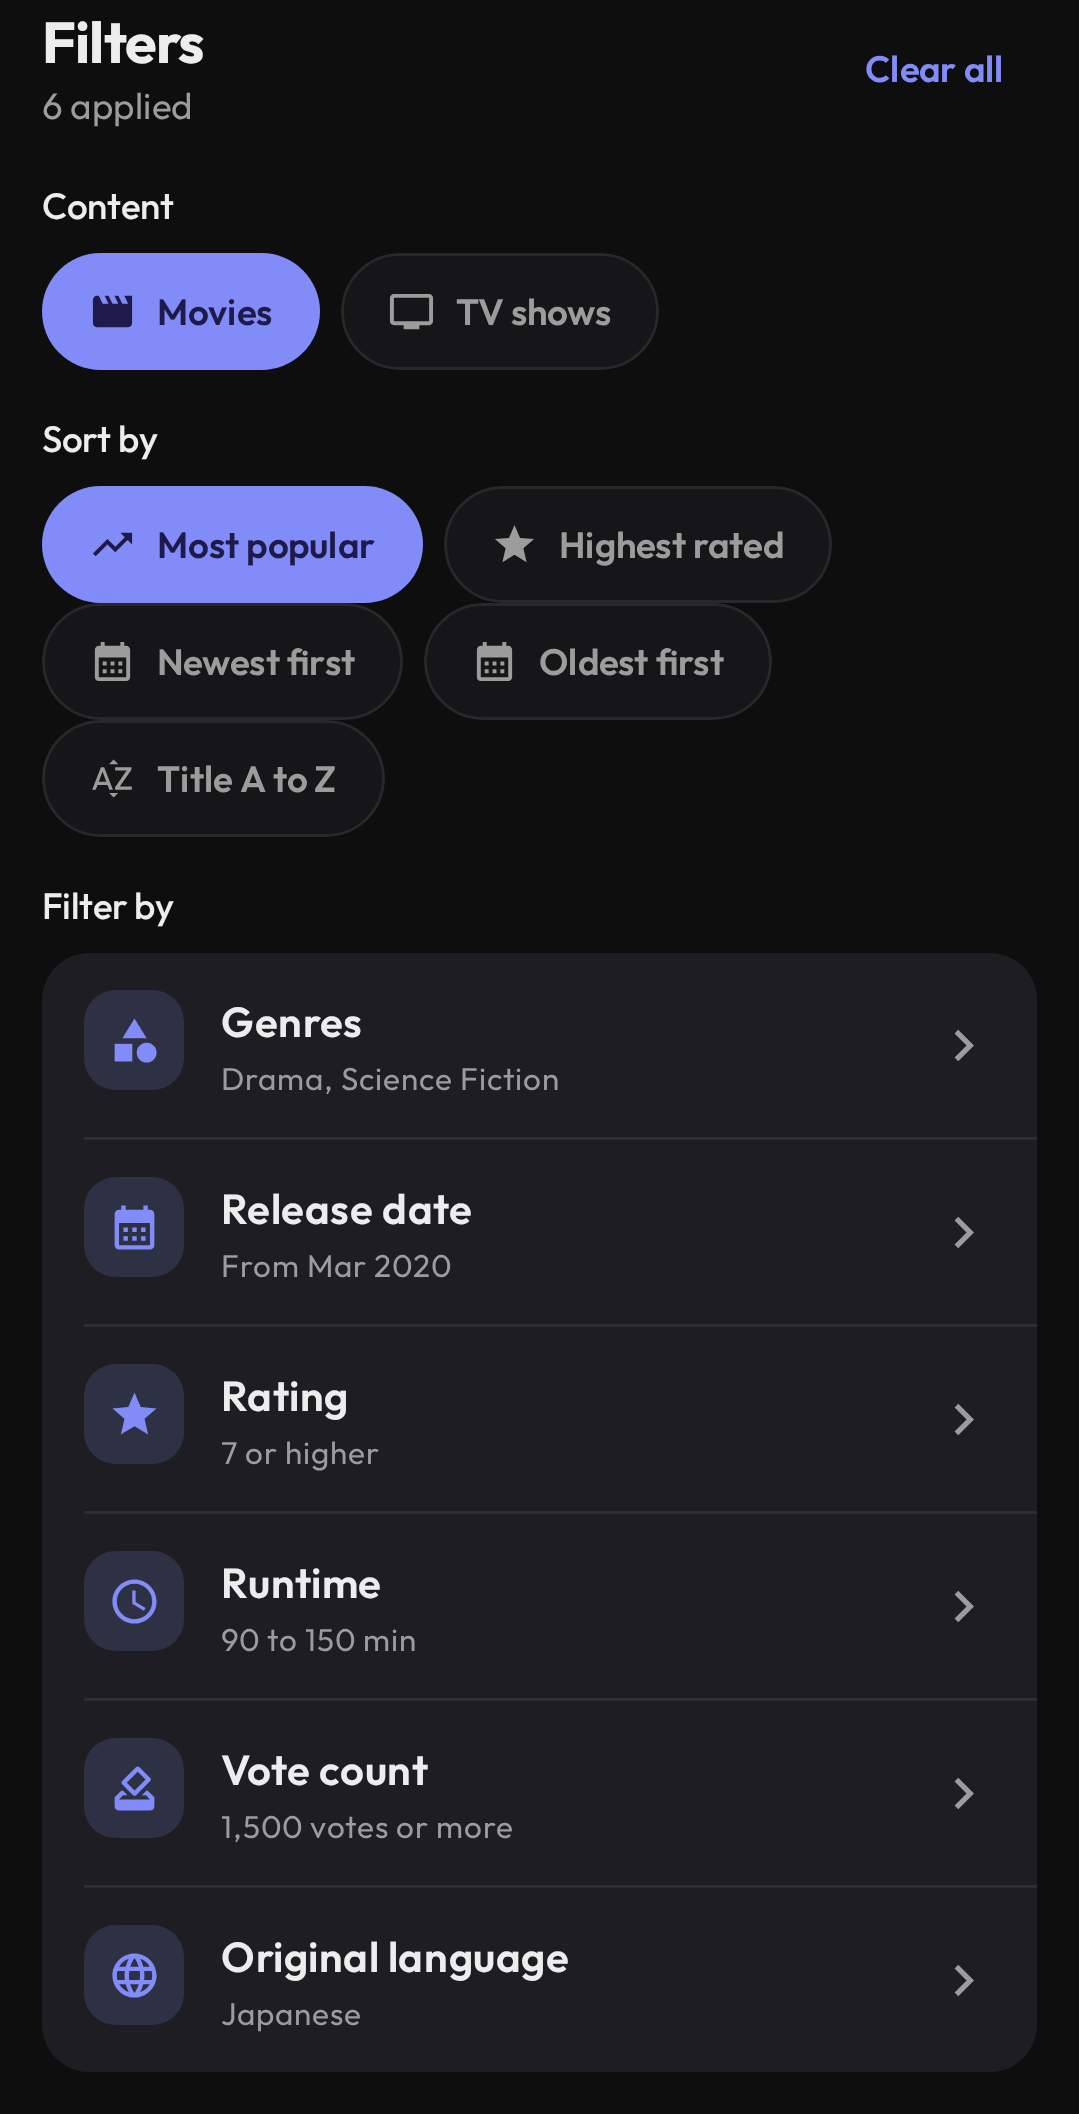 Filters
Clear all
6 applied
Content
Movies
TV shows
Sort by
Most popular
Highest rated
Newest first
Oldest first
Title A to Z
Filter by
Genres
Drama, Science Fiction
Release date
From Mar 2020
Rating
7 or higher
Runtime
90 to 150 min
Vote count
1,500 votes or more
Original language
Japanese